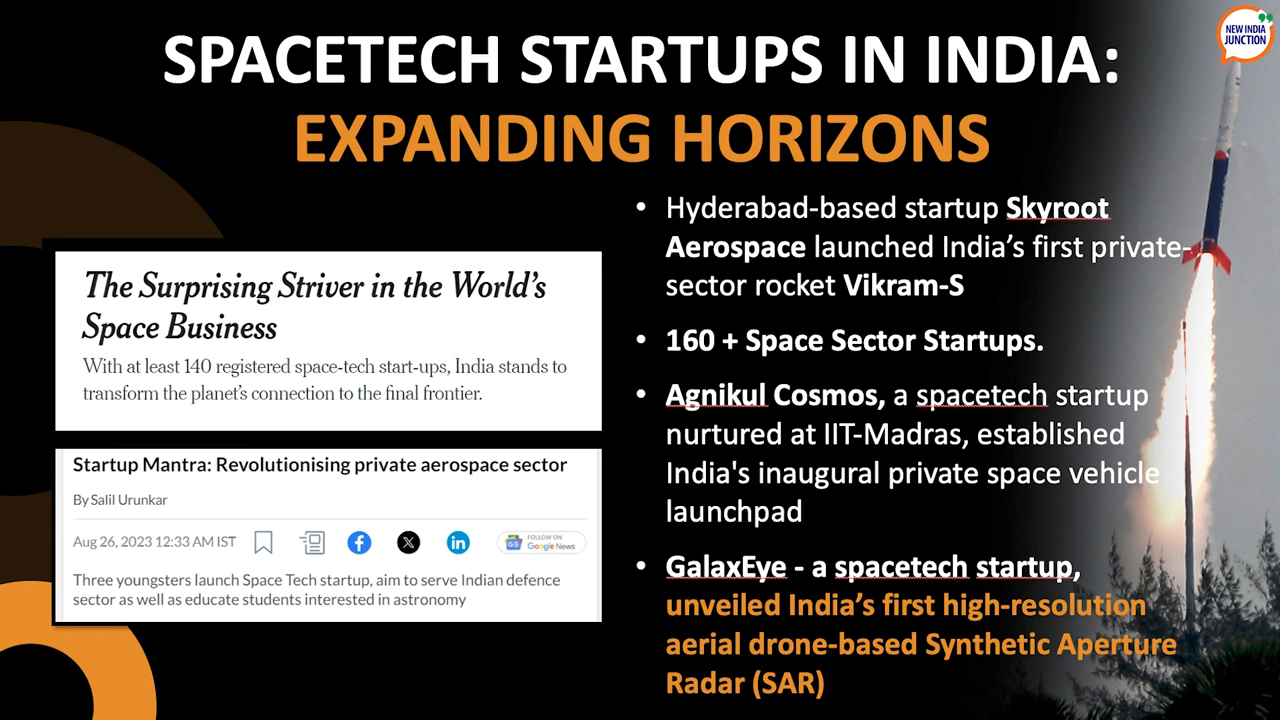 NEW INDIA
JUNCTION
SPACETECH STARTUPS IN INDIA:
EXPANDING HORIZONS
The Surprising Striver in the World’s
Space Business
With at least 140 registered space-tech start-ups, India stands to
transform the planet’s connection to the final frontier.
Startup Mantra: Revolutionising private aerospace sector
By Salil Urunkar
Aug 26, 2023 12:33 AM IST
FOLLOW ON
Google News
Three youngsters launch Space Tech startup, aim to serve Indian defence
sector as well as educate students interested in astronomy
• Hyderabad-based startup Skyroot
Aerospace launched India’s first private-
sector rocket Vikram-S
• 160 + Space Sector Startups.
• Agnikul Cosmos, a spacetech startup
nurtured at IIT-Madras, established
India's inaugural private space vehicle
launchpad
• GalaxEye - a spacetech startup,
unveiled India’s first high-resolution
aerial drone-based Synthetic Aperture
Radar (SAR)